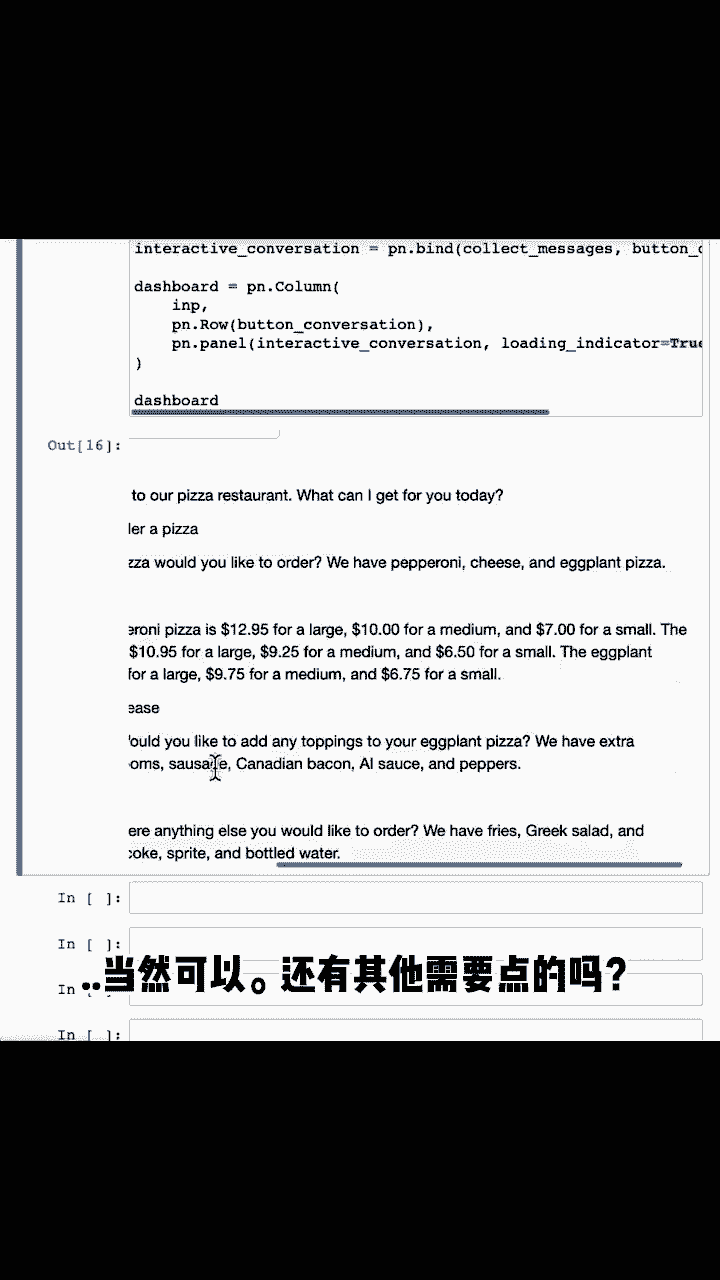 interactive_conversation = pn.bind(collect_messages, button_c
dashboard = pn.Column(
inp,
pn.Row(button_conversation),
pn.panel(interactive_conversation, loading_indicator=True
)
dashboard
Out[16]:
to our pizza restaurant. What can I get for you today?
ler a pizza
zza would you like to order? We have pepperoni, cheese, and eggplant pizza.
eroni pizza is $12.95 for a large, $10.00 for a medium, and $7.00 for a small. The
$10.95 for a large, $9.25 for a medium, and $6.50 for a small. The eggplant
for a large, $9.75 for a medium, and $6.75 for a small.
ease
ould you like to add any toppings to your eggplant pizza? We have extra
oms, sausage, Canadian bacon, AI sauce, and peppers.
ere anything else you would like to order? We have fries, Greek salad, and
coke, sprite, and bottled water.
In [ ]:
In [ ]:
..当然可以。还有其他需要点的吗?
In [ ]:
In [ ]: